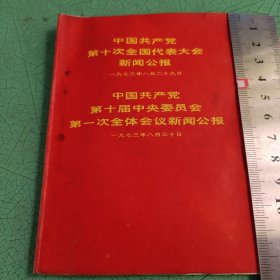 中国共产党
第十次全国代表大会
新闻公报
一九七三年八月二十九日
中国共产党
第十届中央委员会
第一次全体会议新闻公报
一九七三年八月三十日